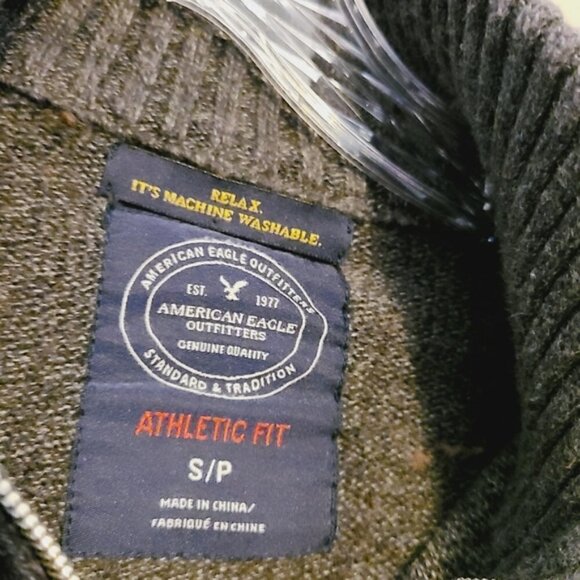 RELAX.
IT'S MACHINE WASHABLE.
AMERICAN EAGLE OUTFITTERS
EST. 1977
AMERICAN EAGLE
OUTFITTERS
GENUINE QUALITY
STANDARD & TRADITION
ATHLETIC FIT
S/P
MADE IN CHINA/
FABRIQUÉ EN CHINE